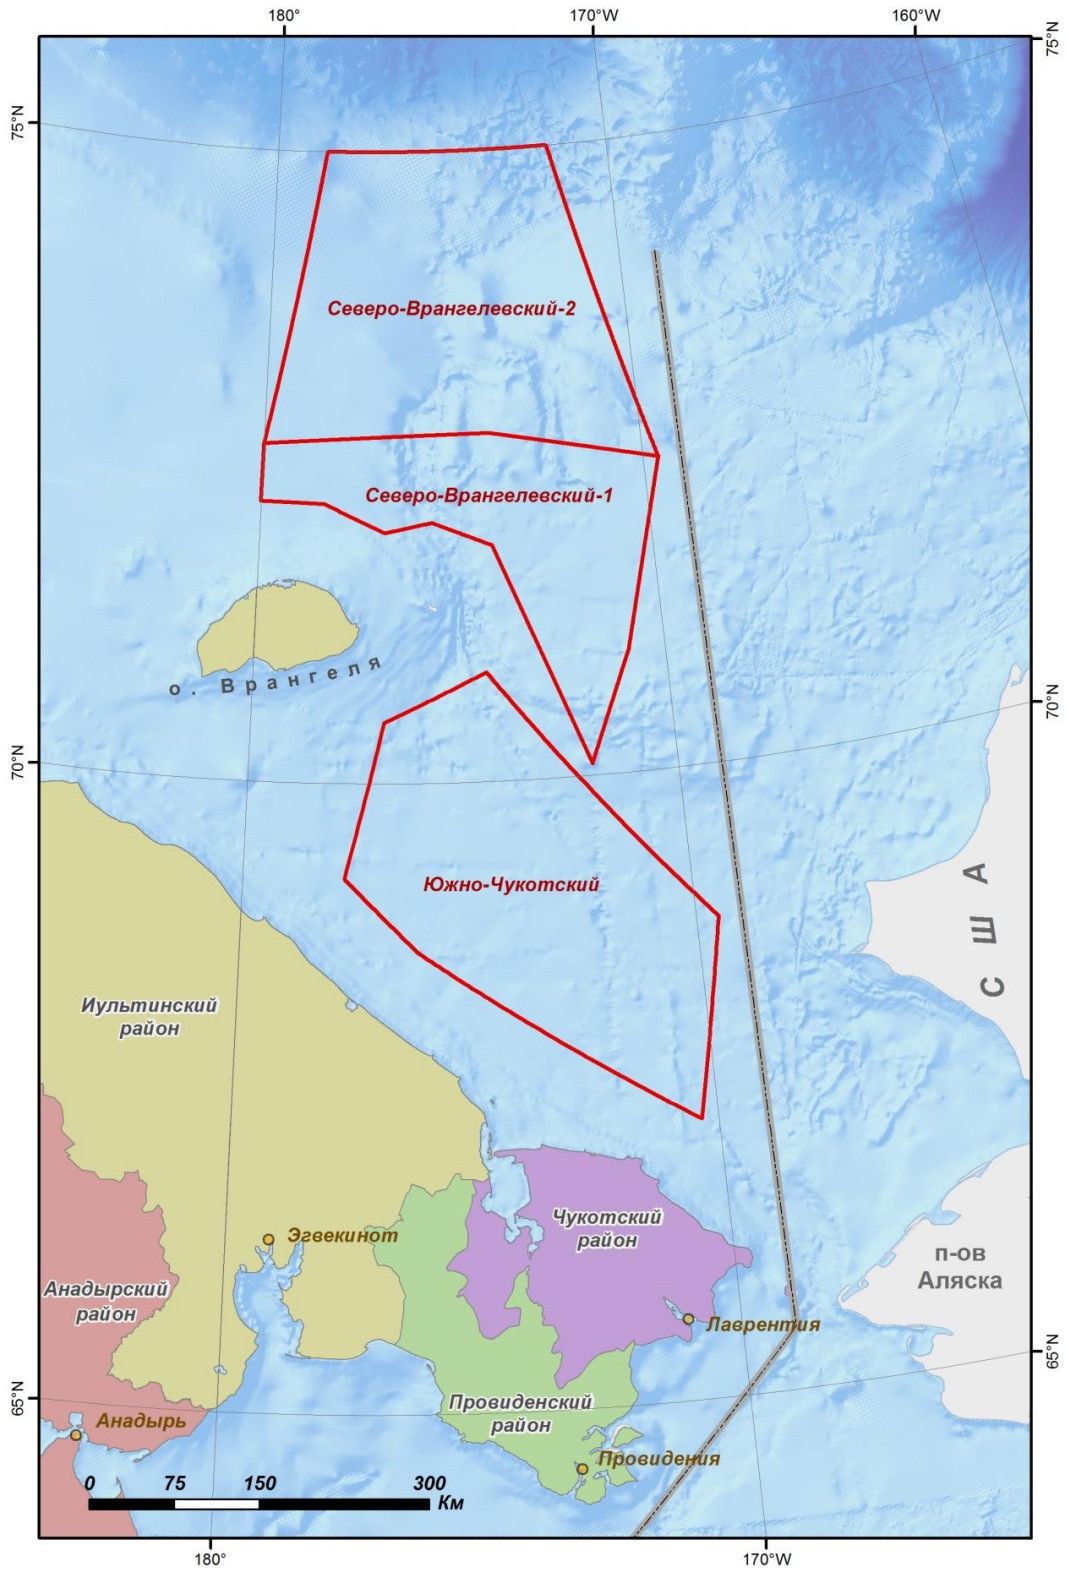 180°
170°W
160°W
75°N
75°N
Северо-Врангелевский-2
Северо-Врангелевский-1
о. Врангеля
70°N
70°N
Южно-Чукотский
США
Иультинский
район
Чукотский
район
Эгвекинот
п-ов
Аляска
Анадырский
район
Лаврентия
65°N
65°N
Провиденский
район
Анадырь
Провидения
0 75 150 300
Км
180°
170°W